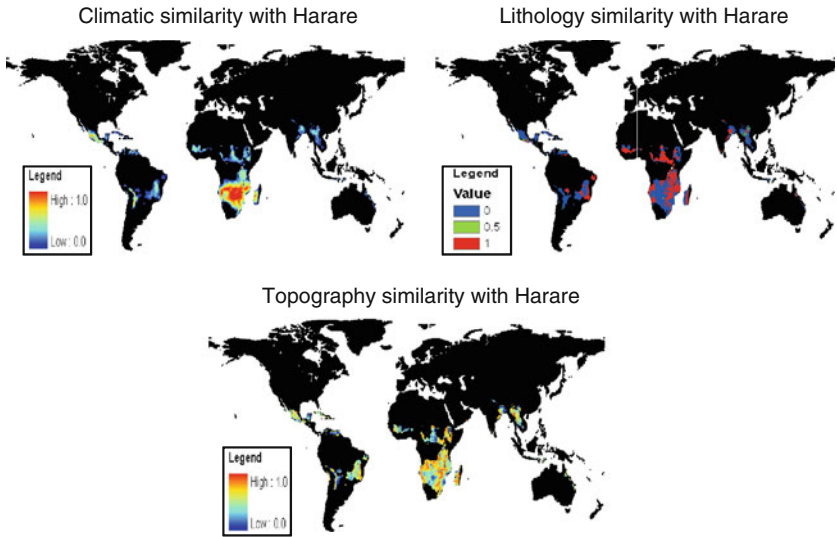 Climatic similarity with Harare
Lithology similarity with Harare
Legend
High : 1.0
Low : 0.0
Legend
Value
0
0.5
1
Topography similarity with Harare
Legend
High : 1.0
Low : 0.0